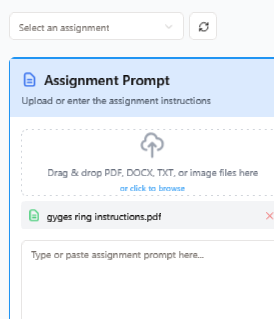 Select an assignment
Assignment Prompt
Upload or enter the assignment instructions
Drag & drop PDF, DOCX, TXT, or image files here
or click to browse
gyges ring instructions.pdf
Type or paste assignment prompt here...